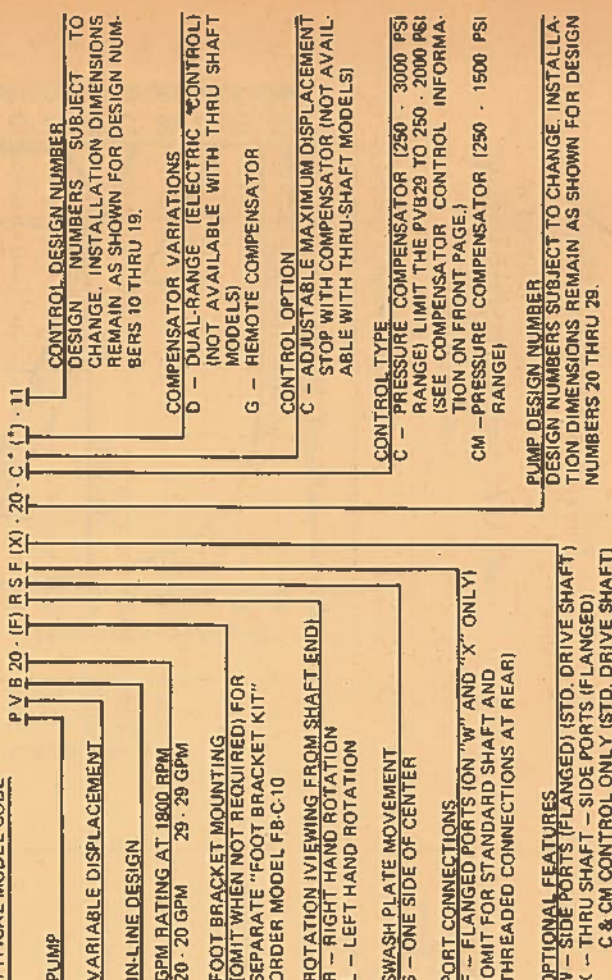 PUMP
VARIABLE DISPLACEMENT
IN-LINE DESIGN
GPM RATING AT 1800 RPM
20 - 20 GPM 29 - 29 GPM
FOOT BRACKET MOUNTING
(OMIT WHEN NOT REQUIRED) FOR
SEPARATE "FOOT BRACKET KIT"
ORDER MODEL FB-C-10
ROTATION (VIEWING FROM SHAFT END)
R - RIGHT HAND ROTATION
L - LEFT HAND ROTATION
SWASH PLATE MOVEMENT
S - ONE SIDE OF CENTER
PORT CONNECTIONS
F - FLANGED PORTS (ON "W" AND "X" ONLY)
OMIT FOR STANDARD SHAFT AND
THREADED CONNECTIONS AT REAR)
OPTIONAL FEATURES
- SIDE PORTS (FLANGED) (STD. DRIVE SHAFT)
- THRU SHAFT - SIDE PORTS (FLANGED)
C & CM CONTROL ONLY (STD. DRIVE SHAFT)
P V B 20 - (F) R S F (X) - 20 - C * (*) - 11
CONTROL DESIGN NUMBER
DESIGN NUMBERS SUBJECT TO
CHANGE. INSTALLATION DIMENSIONS
REMAIN AS SHOWN FOR DESIGN NUM-
BERS 10 THRU 19.
COMPENSATOR VARIATIONS
D - DUAL-RANGE (ELECTRIC CONTROL)
(NOT AVAILABLE WITH THRU SHAFT
MODELS)
G - REMOTE COMPENSATOR
CONTROL OPTION
C - ADJUSTABLE MAXIMUM DISPLACEMENT
STOP WITH COMPENSATOR (NOT AVAIL-
ABLE WITH THRU-SHAFT MODELS)
CONTROL TYPE
C - PRESSURE COMPENSATOR (250 - 3000 PSI
RANGE) LIMIT THE PVB29 TO 250 - 2000 PSI
(SEE COMPENSATOR CONTROL INFORMA-
TION ON FRONT PAGE.)
CM - PRESSURE COMPENSATOR (250 - 1500 PSI
RANGE)
PUMP DESIGN NUMBER
DESIGN NUMBERS SUBJECT TO CHANGE. INSTALLA-
TION DIMENSIONS REMAIN AS SHOWN FOR DESIGN
NUMBERS 20 THRU 29.